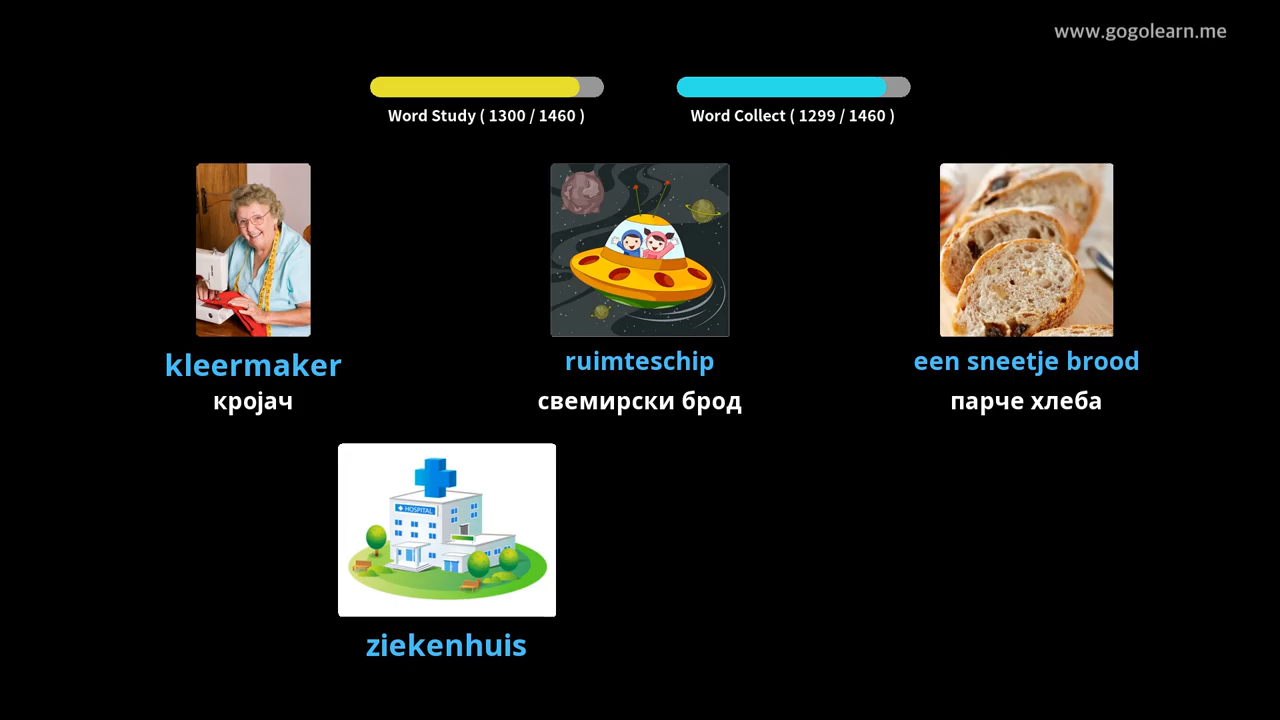 www.gogolearn.me
Word Study ( 1300 / 1460 )
Word Collect ( 1299 / 1460 )
kleermaker
ruimteschip
een sneetje brood
кројач
свемирски брод
парче хлеба
HOSPITAL
ziekenhuis